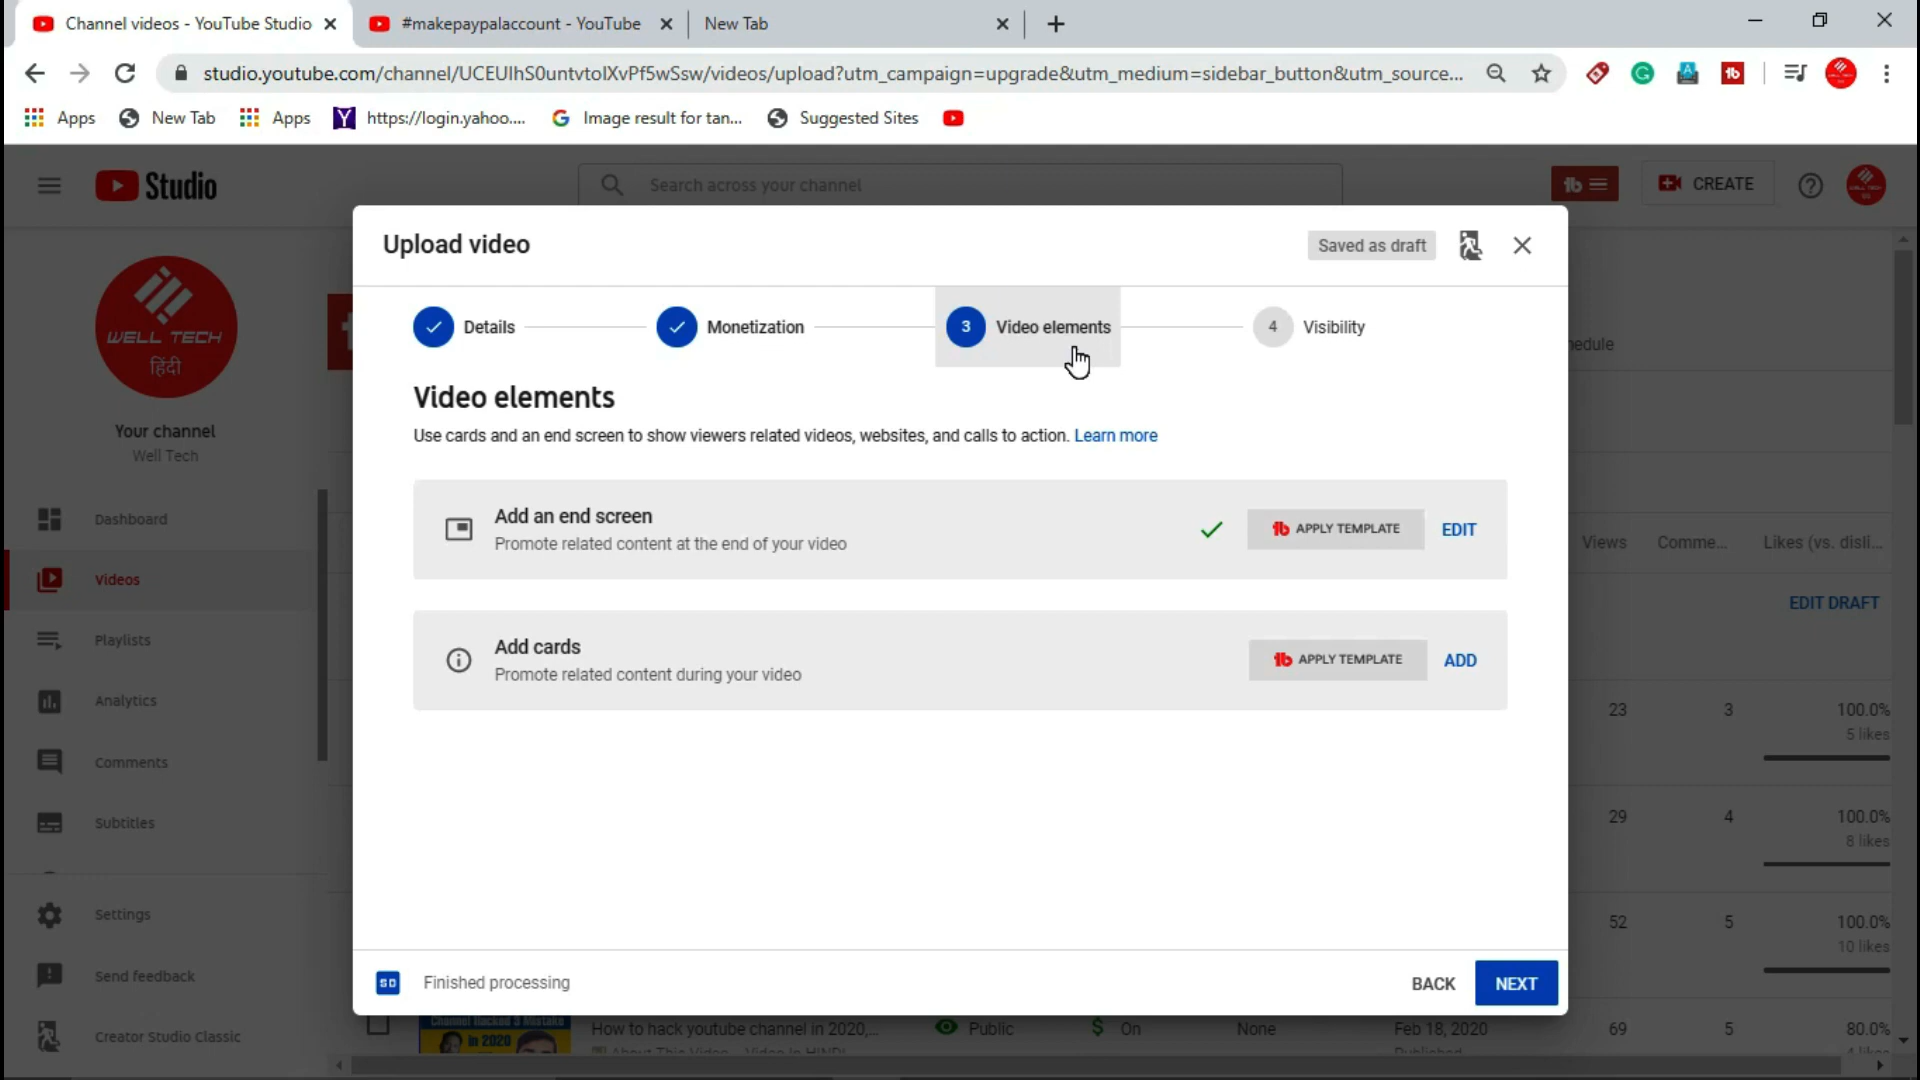 Channel videos - YouTube Studio
#makepaypalaccount - YouTube
New Tab
studio.youtube.com/channel/UCEUIhS0untvtoIXvPf5wSsw/videos/upload?utm_campaign=upgrade&utm_medium=sidebar_button&utm_source...
Apps
New Tab
Apps
https://login.yahoo....
Image result for tan...
Suggested Sites
Studio
Search across your channel
CREATE
Upload video
Saved as draft
Details
Monetization
3 Video elements
4 Visibility
WELL TECH
हिंदी
Your channel
Well Tech
Video elements
Use cards and an end screen to show viewers related videos, websites, and calls to action. Learn more
Add an end screen
Promote related content at the end of your video
APPLY TEMPLATE
EDIT
Add cards
Promote related content during your video
APPLY TEMPLATE
ADD
Dashboard
Videos
Playlists
Analytics
Comments
Subtitles
Settings
Send feedback
Creator Studio Classic
Views
Comme...
Likes (vs. disli...
EDIT DRAFT
23
3
100.0%
5 likes
29
4
100.0%
8 likes
52
5
100.0%
10 likes
SD
Finished processing
BACK
NEXT
Channel Hacked 3 Mistake
in 2020
How to hack youtube channel in 2020,...
Public
On
None
Feb 18, 2020
69
5
80.0%